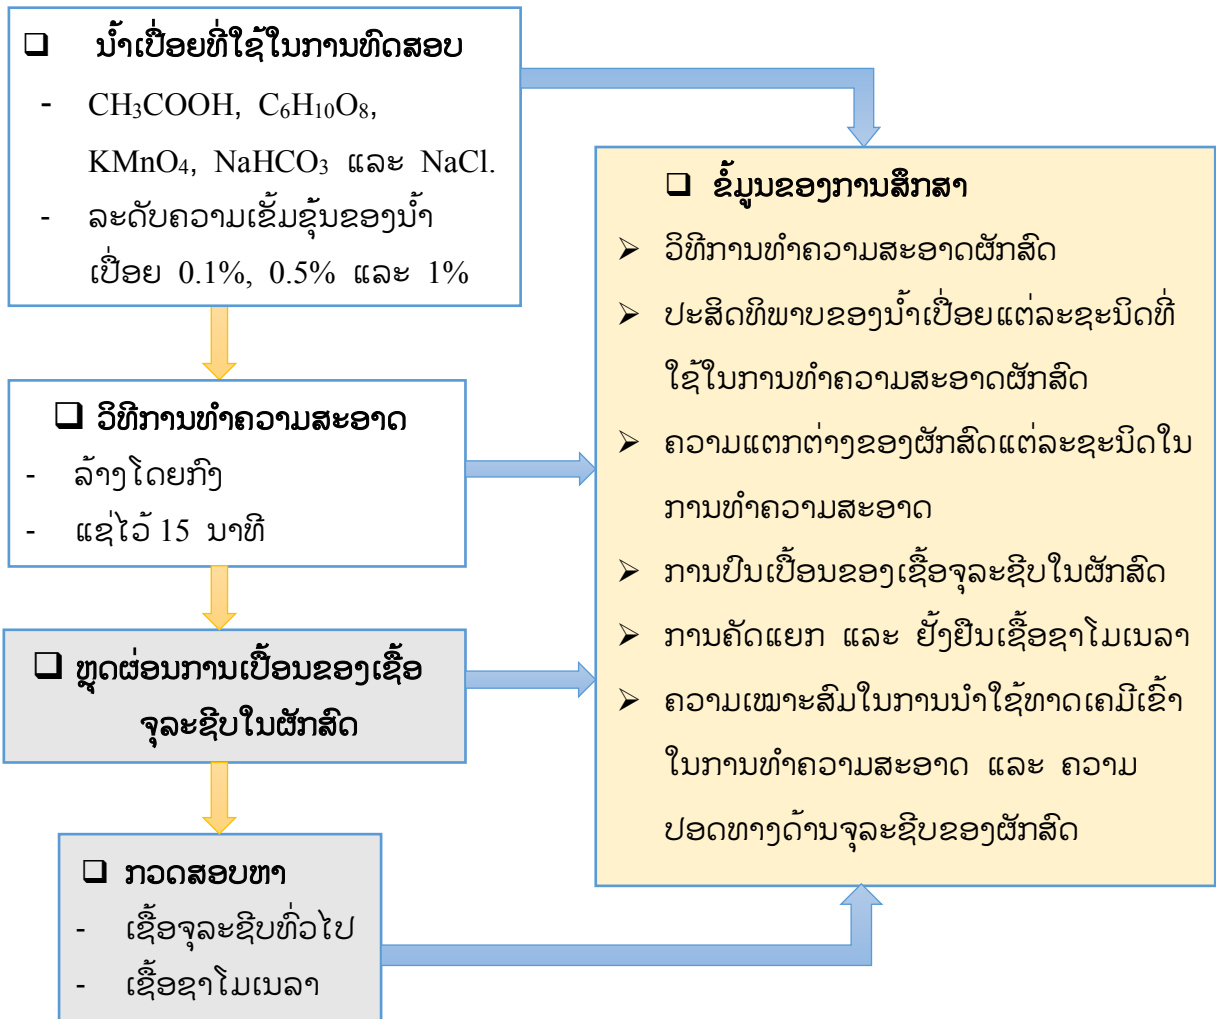 ❑ ນ້ຳເປື່ອຍທີ່ໃຊ້ໃນການທົດສອບ
- CH₃COOH, C₆H₁₀O₈,
KMnO₄, NaHCO₃ ແລະ NaCl.
- ລະດັບຄວາມເຂັ້ມຂຸ້ນຂອງນ້ຳ
ເປື່ອຍ 0.1%, 0.5% ແລະ 1%
❑ ວິທີການທຳຄວາມສະອາດ
- ລ້າງໂດຍກົງ
- ແຊ່ໄວ້ 15 ນາທີ
❑ ຫຼຸດຜ່ອນການເປື້ອນຂອງເຊື້ອ
ຈຸລະຊີບໃນຜັກສົດ
❑ ກວດສອບຫາ
- ເຊື້ອຈຸລະຊີບທົ່ວໄປ
- ເຊື້ອຊາໂມເນລາ
❑ ຂໍ້ມູນຂອງການສຶກສາ
➢ ວິທີການທຳຄວາມສະອາດຜັກສົດ
➢ ປະສິດທິພາບຂອງນ້ຳເປື່ອຍແຕ່ລະຊະນິດທີ່
ໃຊ້ໃນການທຳຄວາມສະອາດຜັກສົດ
➢ ຄວາມແຕກຕ່າງຂອງຜັກສົດແຕ່ລະຊະນິດໃນ
ການທຳຄວາມສະອາດ
➢ ການປົນເປື້ອນຂອງເຊື້ອຈຸລະຊີບໃນຜັກສົດ
➢ ການຄັດແຍກ ແລະ ຢັ້ງຢືນເຊື້ອຊາໂມເນລາ
➢ ຄວາມເໝາະສົມໃນການນຳໃຊ້ທາດເຄມີເຂົ້າ
ໃນການທຳຄວາມສະອາດ ແລະ ຄວາມ
ປອດທາງດ້ານຈຸລະຊີບຂອງຜັກສົດ